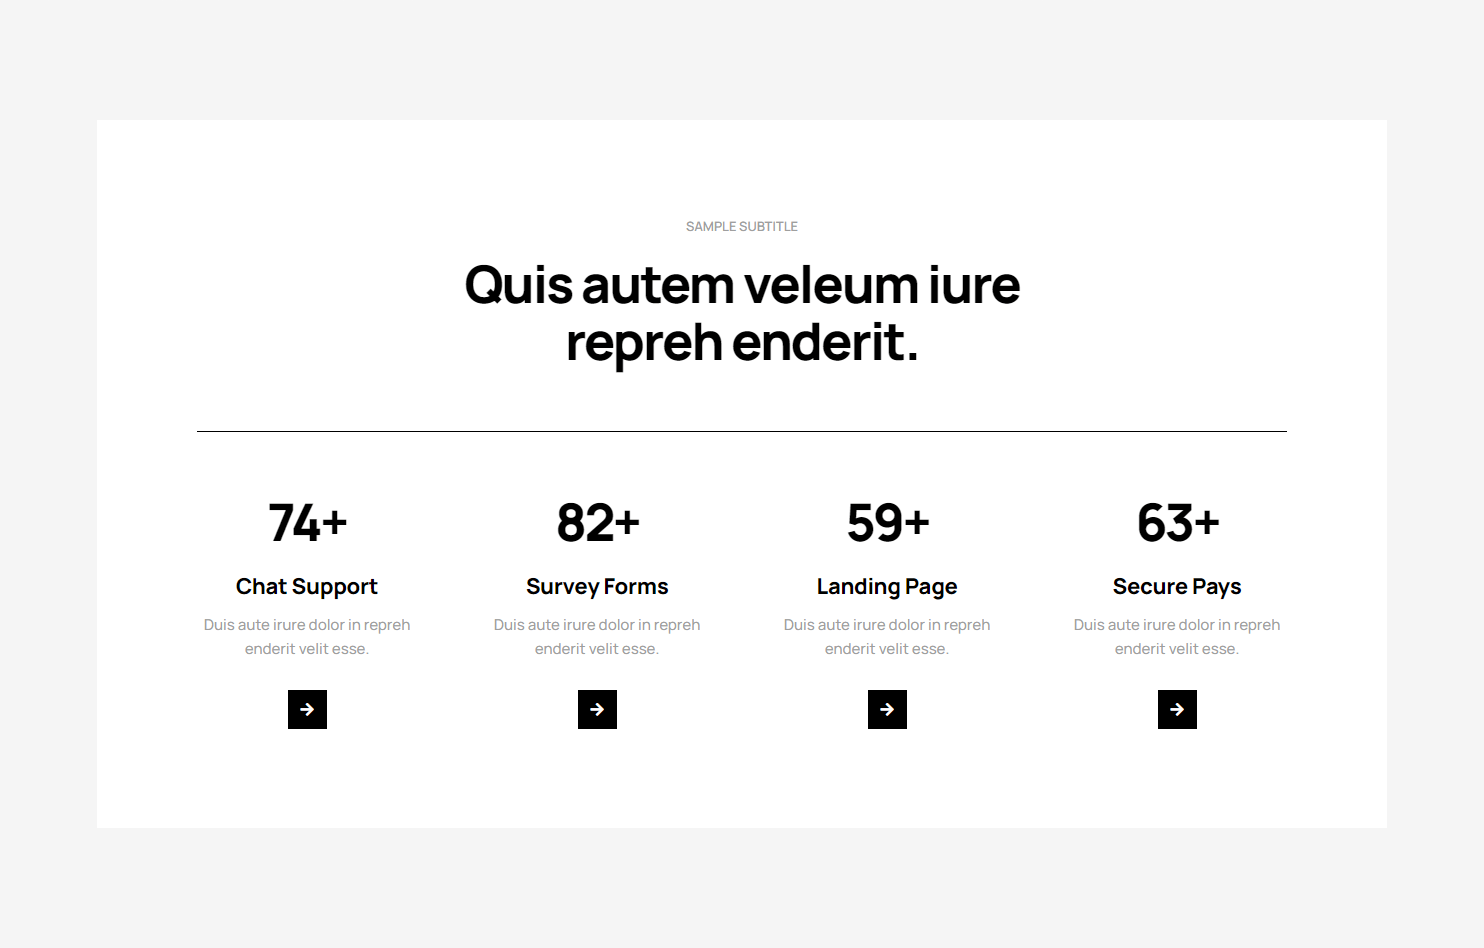 SAMPLE SUBTITLE
Quis autem veleum iure
repreh enderit.
74+
Chat Support
Duis aute irure dolor in repreh
enderit velit esse.
82+
Survey Forms
Duis aute irure dolor in repreh
enderit velit esse.
59+
Landing Page
Duis aute irure dolor in repreh
enderit velit esse.
63+
Secure Pays
Duis aute irure dolor in repreh
enderit velit esse.